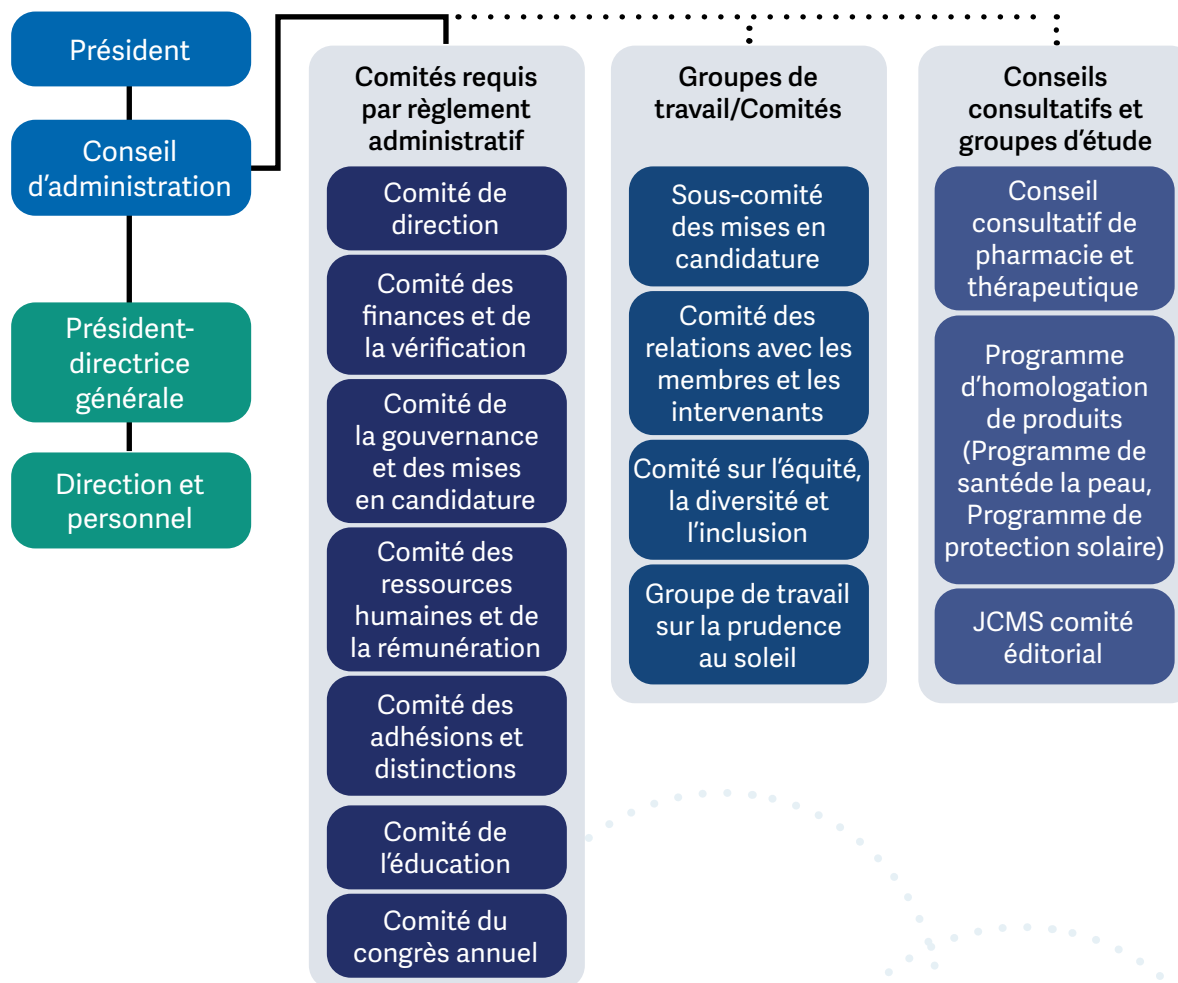 Président
Conseil
d'administration
Président-
directrice
générale
Direction et
personnel
Comités requis
par règlement
administratif
Comité de
direction
Comité des
finances et de
la vérification
Comité de
la gouvernance
et des mises
en candidature
Comité des
ressources
humaines et de
la rémunération
Comité des
adhésions et
distinctions
Comité de
l'éducation
Comité du
congrès annuel
Groupes de
travail/Comités
Sous-comité
des mises en
candidature
Comité des
relations avec les
membres et les
intervenants
Comité sur l'équité,
la diversité et
l'inclusion
Groupe de travail
sur la prudence
au soleil
Conseils
consultatifs et
groupes d'étude
Conseil
consultatif de
pharmacie et
thérapeutique
Programme
d'homologation
de produits
(Programme de
santéde la peau,
Programme de
protection solaire)
JCMS comité
éditorial